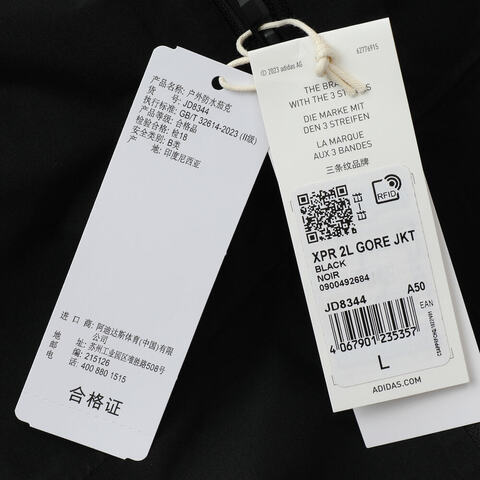 产品名称: 户外防水茄克
货 号: JD8344
执行标准: GB/T 32614-2023 (II级)
产品等级: 合格品
检验合格: 检18
安全类别: B类
产 地: 印度尼西亚
进 口 商: 阿迪达斯体育(中国)有限
公司
地 址: 苏州工业园区唯胜路508号
邮 编: 215126
电 话: 400 880 1515
合格证
62776915
© 2023 adidas AG
THE BRA
WITH THE 3 S
DIE MARKE MIT
DEN 3 STREIFEN
LA MARQUE
AUX 3 BANDES
三条纹品牌
RFID
XPR 2L GORE JKT
BLACK
NOIR
0900492684
JD8344 A50
EAN
4 067901 235357
L
ADIDAS.COM